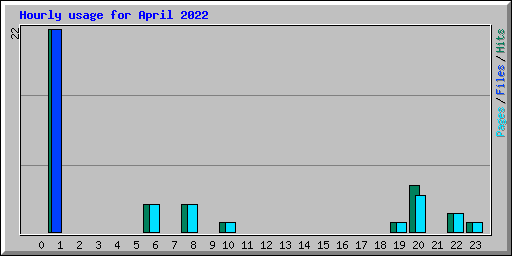 Hourly usage for April 2022
22
Pages/Files/Hits
0 1 2 3 4 5 6 7 8 9 10 11 12 13 14 15 16 17 18 19 20 21 22 23